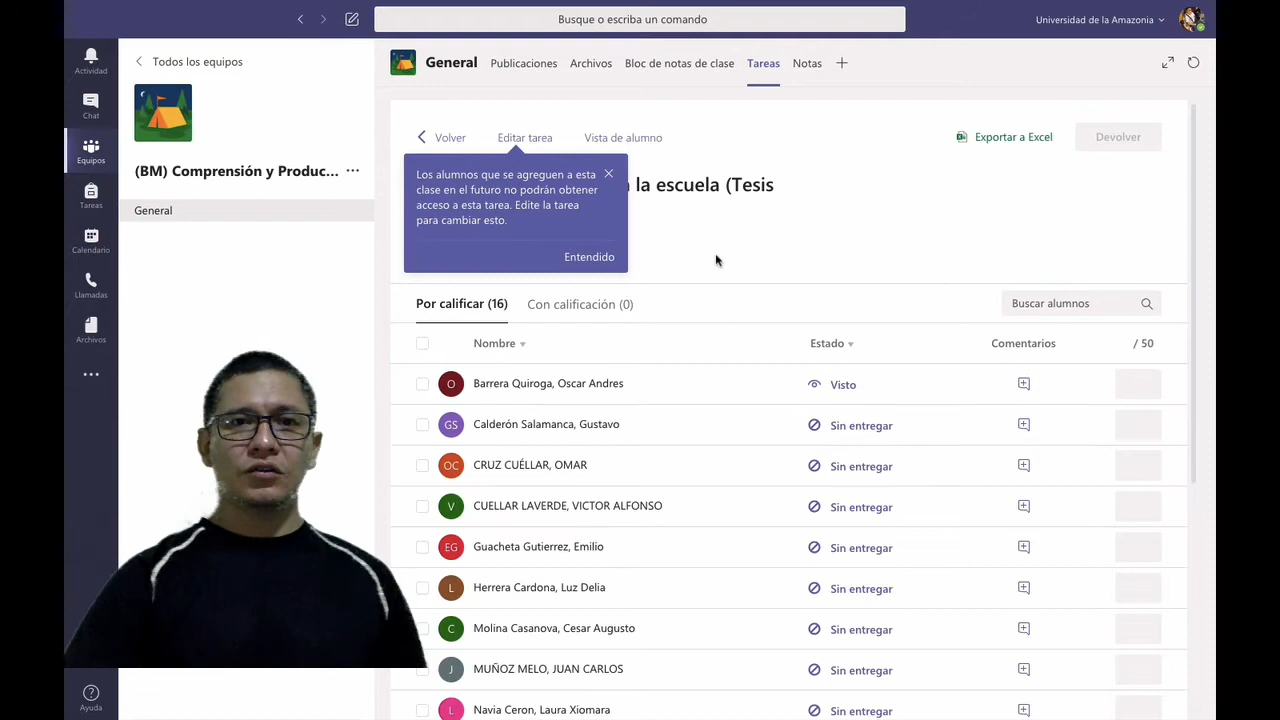 Busque o escriba un comando
Universidad de la Amazonia
Actividad
Chat
Equipos
Tareas
Calendario
Llamadas
Archivos
Ayuda
Todos los equipos
(BM) Comprensión y Produc...
General
General
Publicaciones
Archivos
Bloc de notas de clase
Tareas
Notas
Volver
Editar tarea
Vista de alumno
Exportar a Excel
Devolver
Los alumnos que se agreguen a esta
clase en el futuro no podrán obtener
acceso a esta tarea. Edite la tarea
para cambiar esto.
Entendido
la escuela (Tesis
Por calificar (16)
Con calificación (0)
Buscar alumnos
Nombre
Estado
Comentarios
/ 50
O Barrera Quiroga, Oscar Andres Visto
GS Calderón Salamanca, Gustavo Sin entregar
OC CRUZ CUÉLLAR, OMAR Sin entregar
V CUELLAR LAVERDE, VICTOR ALFONSO Sin entregar
EG Guacheta Gutierrez, Emilio Sin entregar
L Herrera Cardona, Luz Delia Sin entregar
C Molina Casanova, Cesar Augusto Sin entregar
J MUÑOZ MELO, JUAN CARLOS Sin entregar
L Navia Ceron, Laura Xiomara Sin entregar